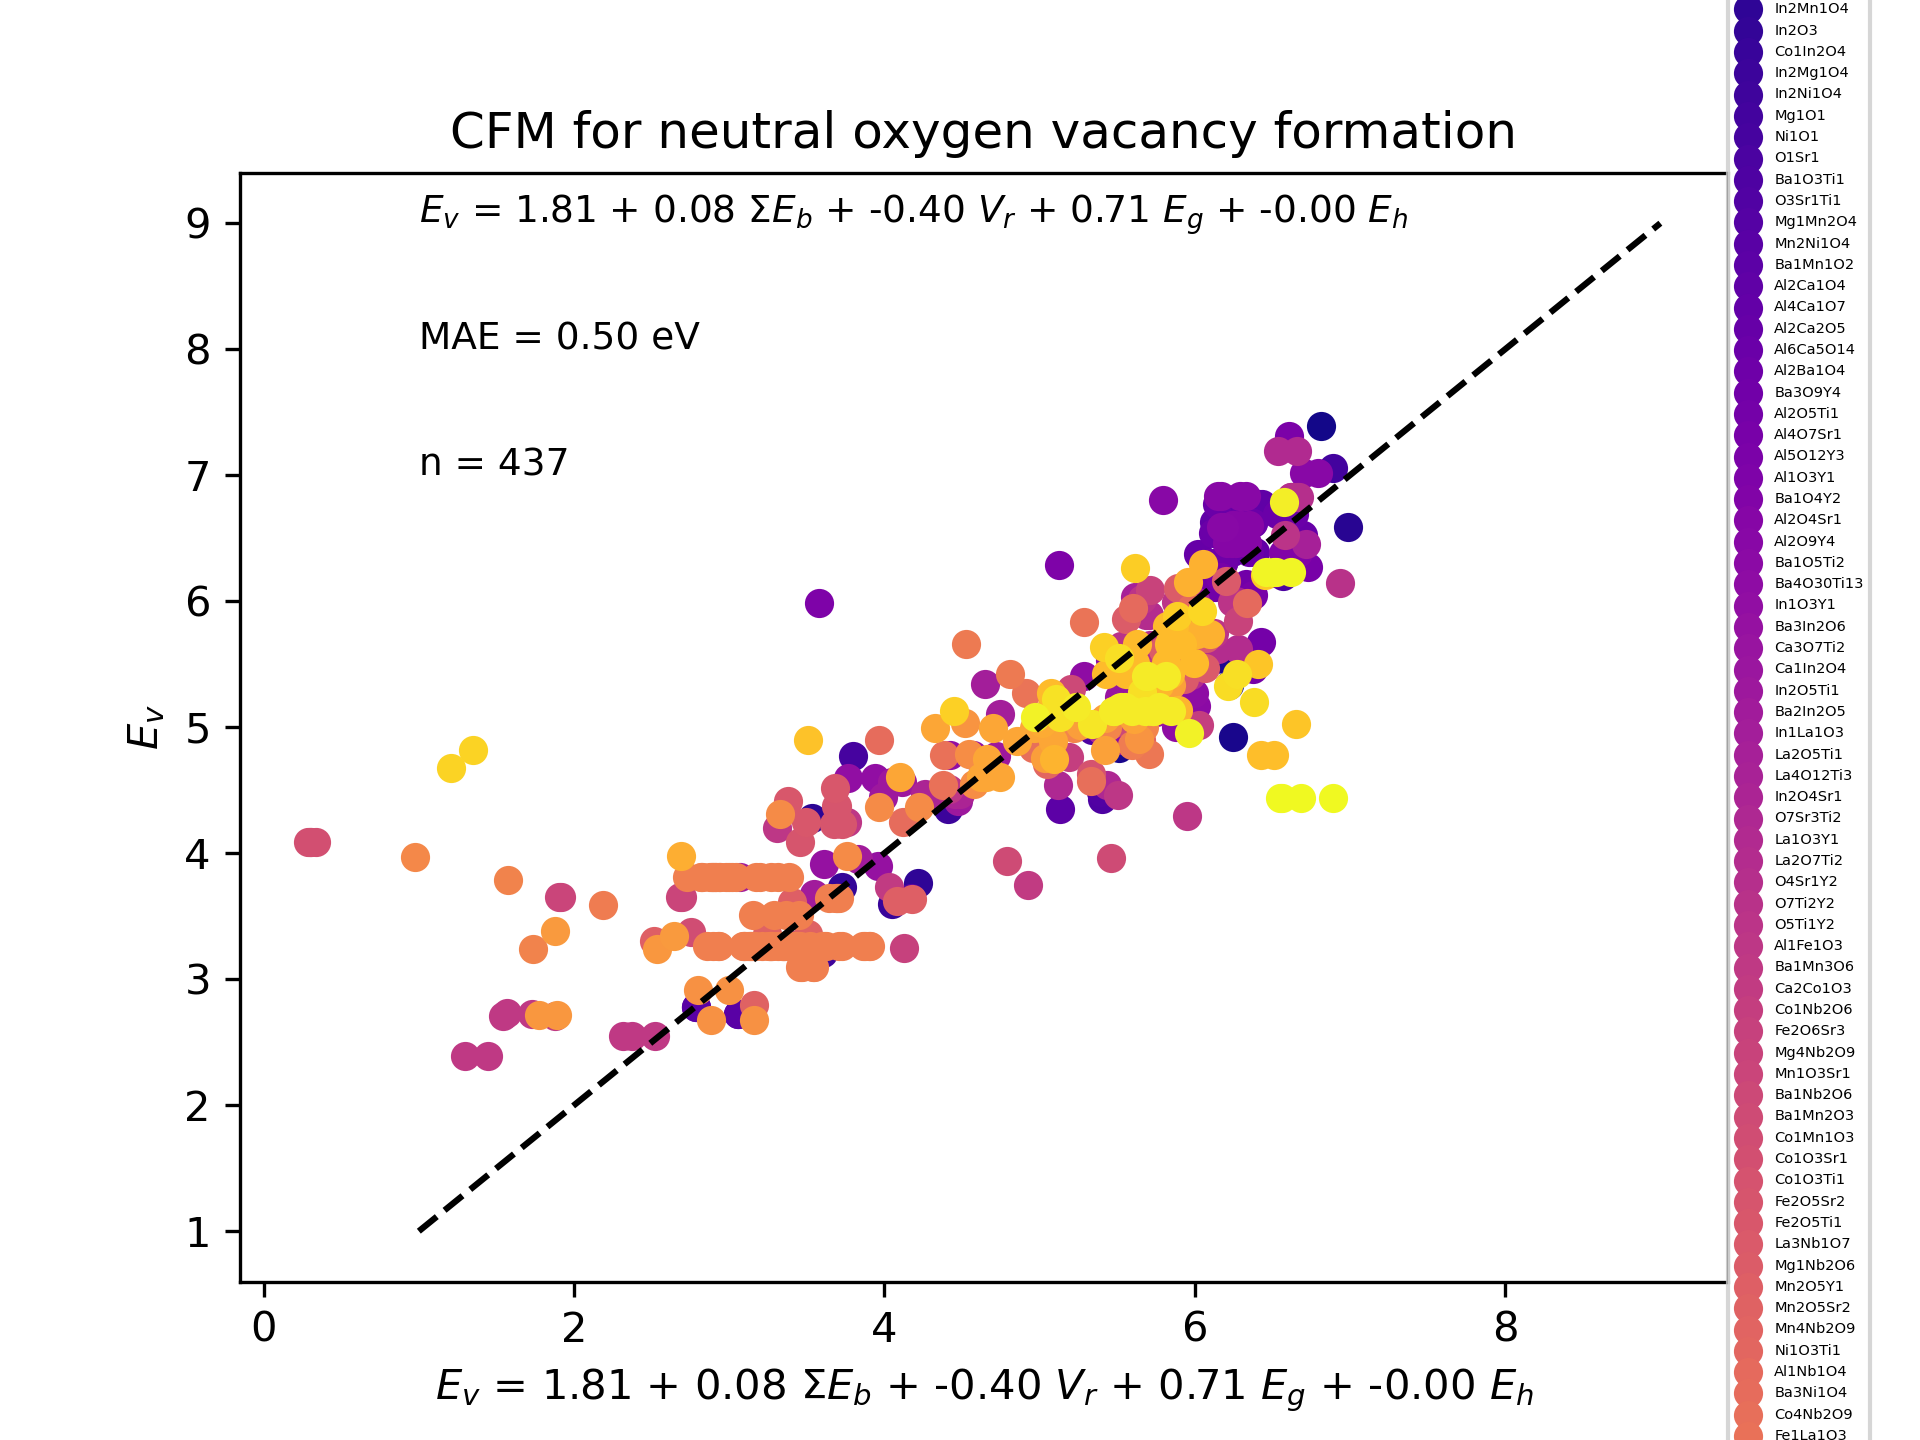 CFM for neutral oxygen vacancy formation
E_v = 1.81 + 0.08 ΣE_b + -0.40 V_r + 0.71 E_g + -0.00 E_h
MAE = 0.50 eV
n = 437
E_v
9
8
7
6
5
4
3
2
1
0 2 4 6 8
E_v = 1.81 + 0.08 ΣE_b + -0.40 V_r + 0.71 E_g + -0.00 E_h
In2Mn1O4
In2O3
Co1In2O4
In2Mg1O4
In2Ni1O4
Mg1O1
Ni1O1
O1Sr1
Ba1O3Ti1
O3Sr1Ti1
Mg1Mn2O4
Mn2Ni1O4
Ba1Mn1O2
Al2Ca1O4
Al4Ca1O7
Al2Ca2O5
Al6Ca5O14
Al2Ba1O4
Ba3O9Y4
Al2O5Ti1
Al4O7Sr1
Al5O12Y3
Al1O3Y1
Ba1O4Y2
Al2O4Sr1
Al2O9Y4
Ba1O5Ti2
Ba4O30Ti13
In1O3Y1
Ba3In2O6
Ca3O7Ti2
Ca1In2O4
In2O5Ti1
Ba2In2O5
In1La1O3
La2O5Ti1
La4O12Ti3
In2O4Sr1
O7Sr3Ti2
La1O3Y1
La2O7Ti2
O4Sr1Y2
O7Ti2Y2
O5Ti1Y2
Al1Fe1O3
Ba1Mn3O6
Ca2Co1O3
Co1Nb2O6
Fe2O6Sr3
Mg4Nb2O9
Mn1O3Sr1
Ba1Nb2O6
Ba1Mn2O3
Co1Mn1O3
Co1O3Sr1
Co1O3Ti1
Fe2O5Sr2
Fe2O5Ti1
La3Nb1O7
Mg1Nb2O6
Mn2O5Y1
Mn2O5Sr2
Mn4Nb2O9
Ni1O3Ti1
Al1Nb1O4
Ba3Ni1O4
Co4Nb2O9
Fe1La1O3